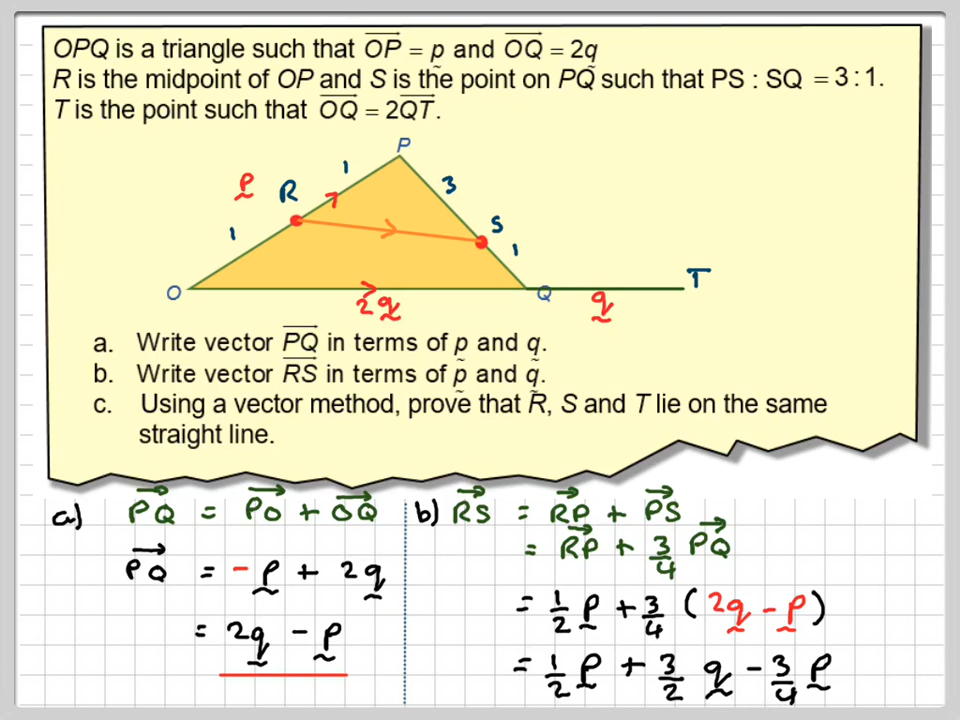 OPQ is a triangle such that OP = p and OQ = 2q
R is the midpoint of OP and S is the point on PQ such that PS : SQ = 3 : 1.
T is the point such that OQ = 2QT.
P
1
p
R
3
1
S
1
O
Q
T
2q
q
a. Write vector PQ in terms of p and q.
b. Write vector RS in terms of p and q.
c. Using a vector method, prove that R, S and T lie on the same
straight line.
a) PQ = PO + OQ
PQ = -p + 2q
= 2q - p
b) RS = RP + PS
= RP + 3/4 PQ
= 1/2 p + 3/4 (2q - p)
= 1/2 p + 3/2 q - 3/4 p